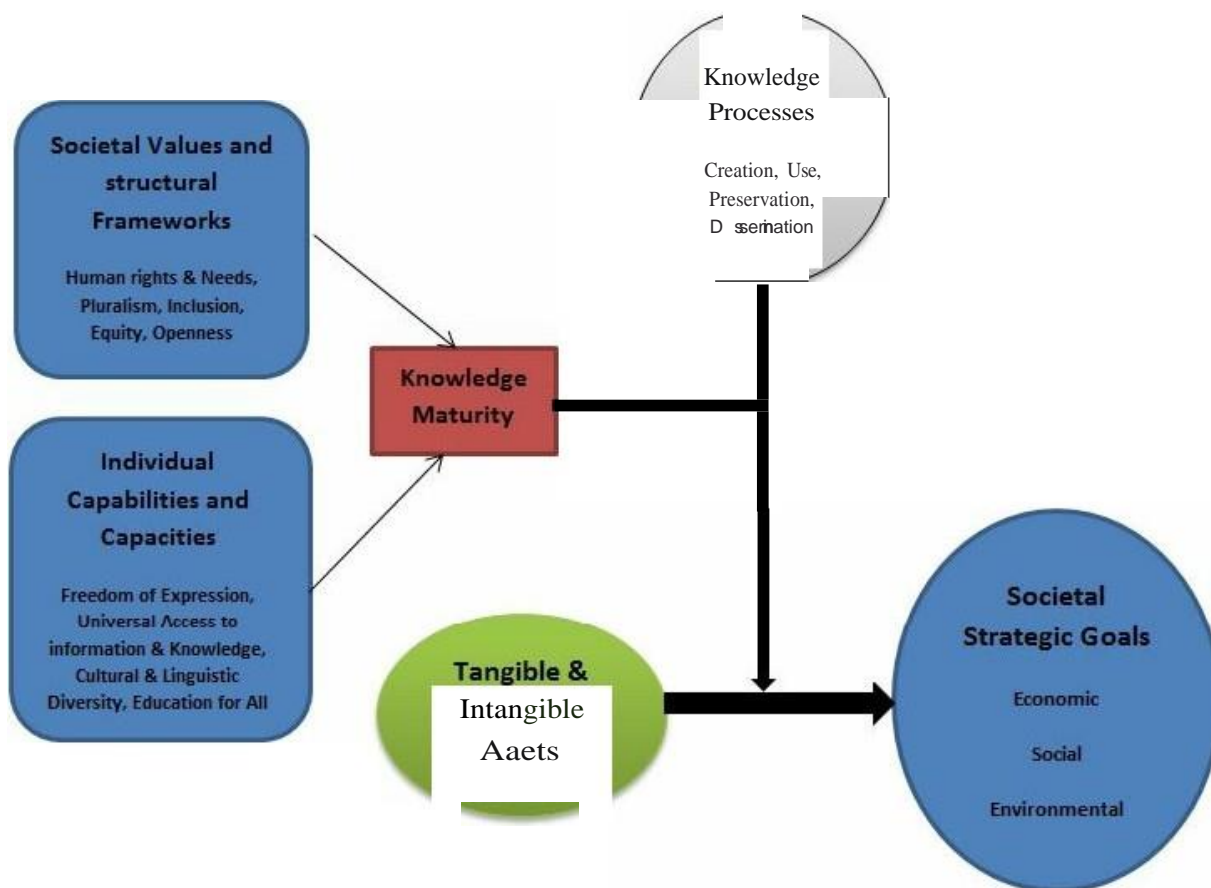 Knowledge
Processes
Creation, Use,
Preservation,
D ssemination
Societal Values and
structural
Frameworks
Human rights & Needs,
Pluralism, Inclusion,
Equity, Openness
Knowledge
Maturity
Individual
Capabilities and
Capacities
Freedom of Expression,
Universal Access to
information & Knowledge,
Cultural & Linguistic
Diversity, Education for All
Tangible &
Intangible
Aaets
Societal
Strategic Goals
Economic
Social
Environmental